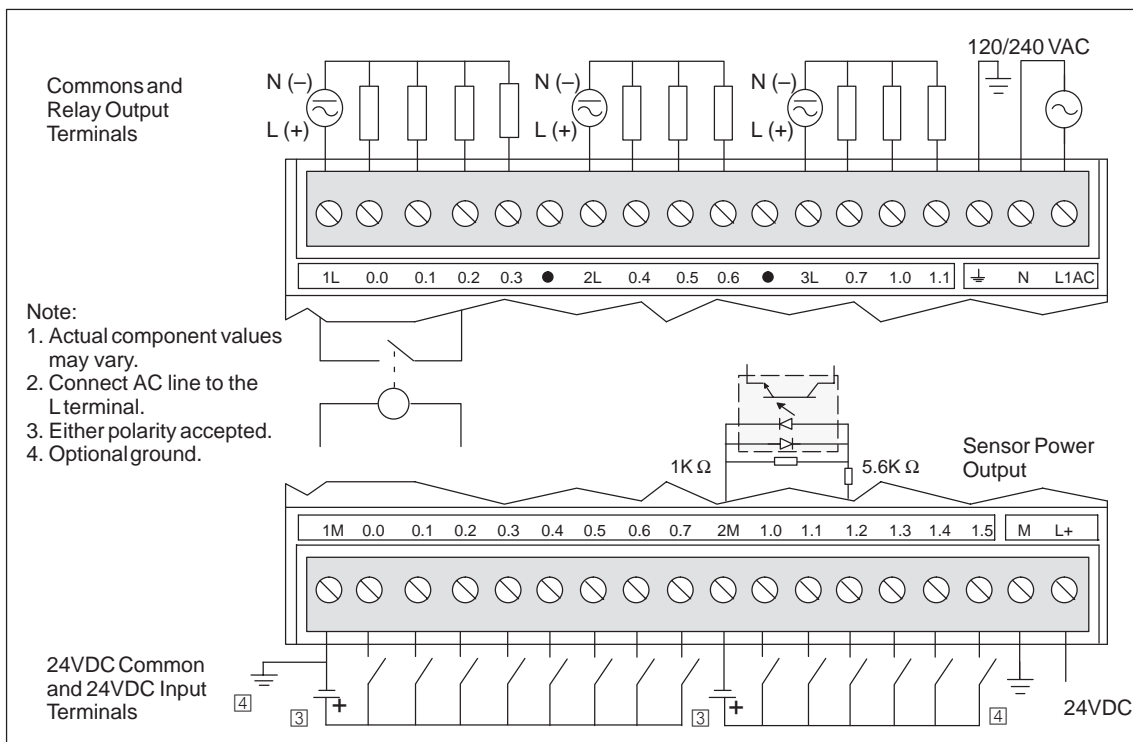 120/240 VAC
Commons and
Relay Output
Terminals
N (–)
L (+)
N (–)
L (+)
N (–)
L (+)
1L 0.0 0.1 0.2 0.3 ● 2L 0.4 0.5 0.6 ● 3L 0.7 1.0 1.1 ⏚ N L1AC
Note:
1. Actual component values
may vary.
2. Connect AC line to the
L terminal.
3. Either polarity accepted.
4. Optional ground.
1K Ω
5.6K Ω
Sensor Power
Output
1M 0.0 0.1 0.2 0.3 0.4 0.5 0.6 0.7 2M 1.0 1.1 1.2 1.3 1.4 1.5 M L+
24VDC Common
and 24VDC Input
Terminals
4
3
+
3
+
4
24VDC